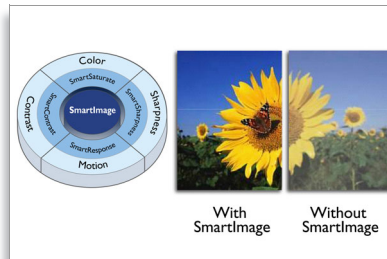 Color
SmartSaturate
Contrast
SmartContrast
SmartImage
SmartSharpness
Sharpness
SmartResponse
Motion
With
SmartImage
Without
SmartImage